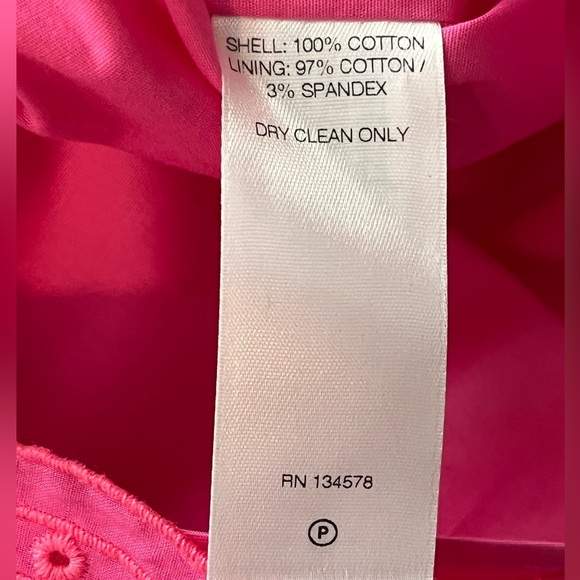 SHELL: 100% COTTON
LINING: 97% COTTON /
3% SPANDEX
DRY CLEAN ONLY
RN 134578
P